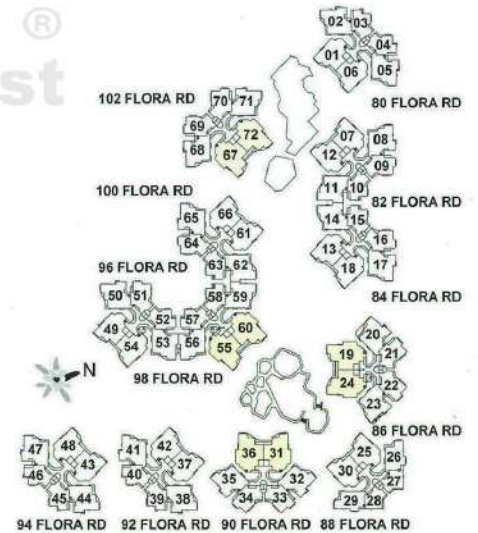 ®
st
02 03
01 04
06 05
80 FLORA RD
102 FLORA RD
70 71
69 72
68 67
07 08
12 09
11 10
82 FLORA RD
100 FLORA RD
14 15
13 16
18 17
84 FLORA RD
65 66
64 61
63 62
96 FLORA RD
50 51 58 59
49 52 57 60
54 53 56 55
98 FLORA RD
N
20
19 21
24 22
23
86 FLORA RD
47 48
46 43
45 44
94 FLORA RD
41 42
40 37
39 38
92 FLORA RD
36 31
35 32
34 33
90 FLORA RD
25 26
30 27
29 28
88 FLORA RD